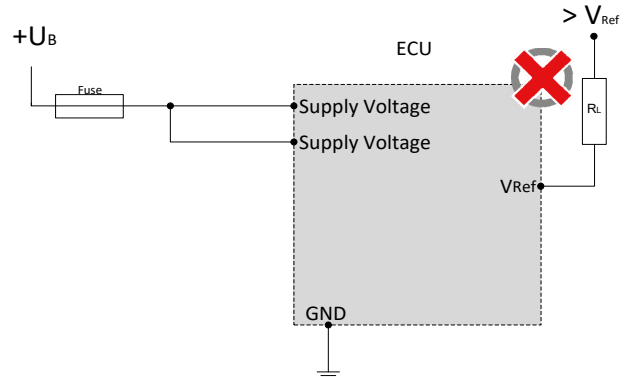 > VRef
+UB
ECU
Fuse
Supply Voltage
RL
Supply Voltage
VRef
GND